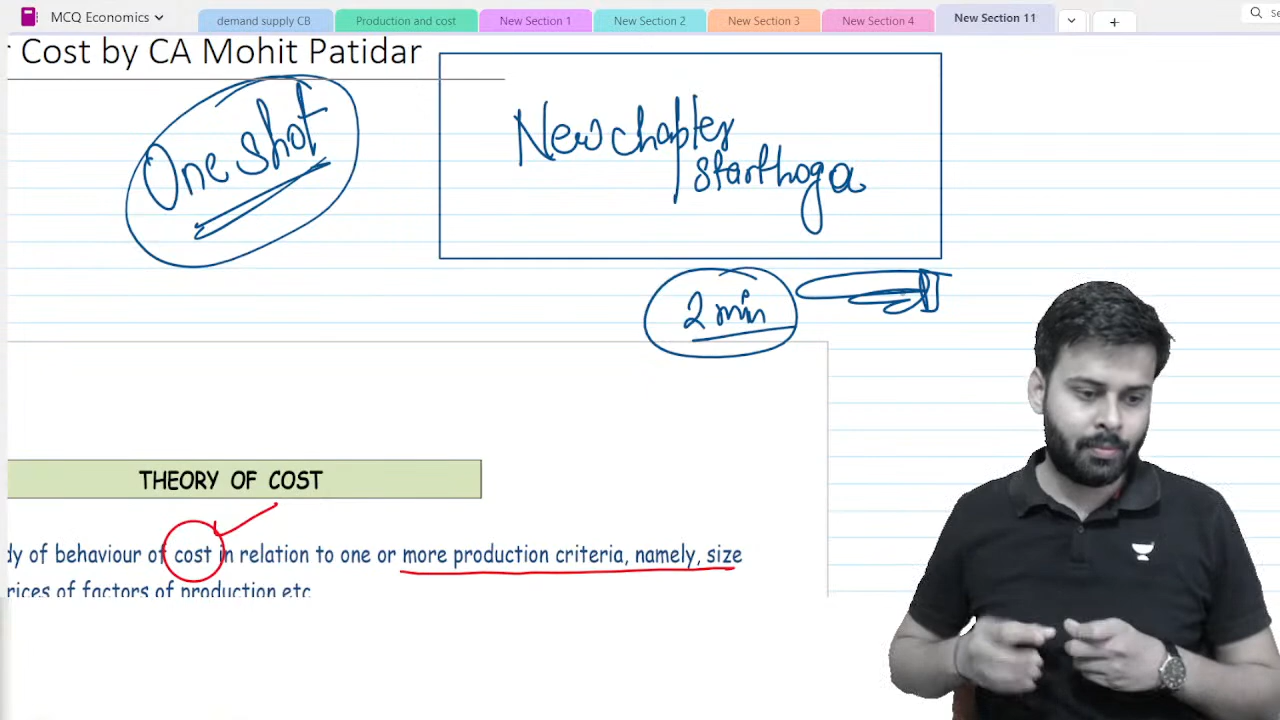 MCQ Economics
demand supply CB
Production and cost
New Section 1
New Section 2
New Section 3
New Section 4
New Section 11
r Cost by CA Mohit Patidar
One shot
New chapter
start hoga
2 min
THEORY OF COST
dy of behaviour of cost in relation to one or more production criteria, namely, size
rices of factors of production etc